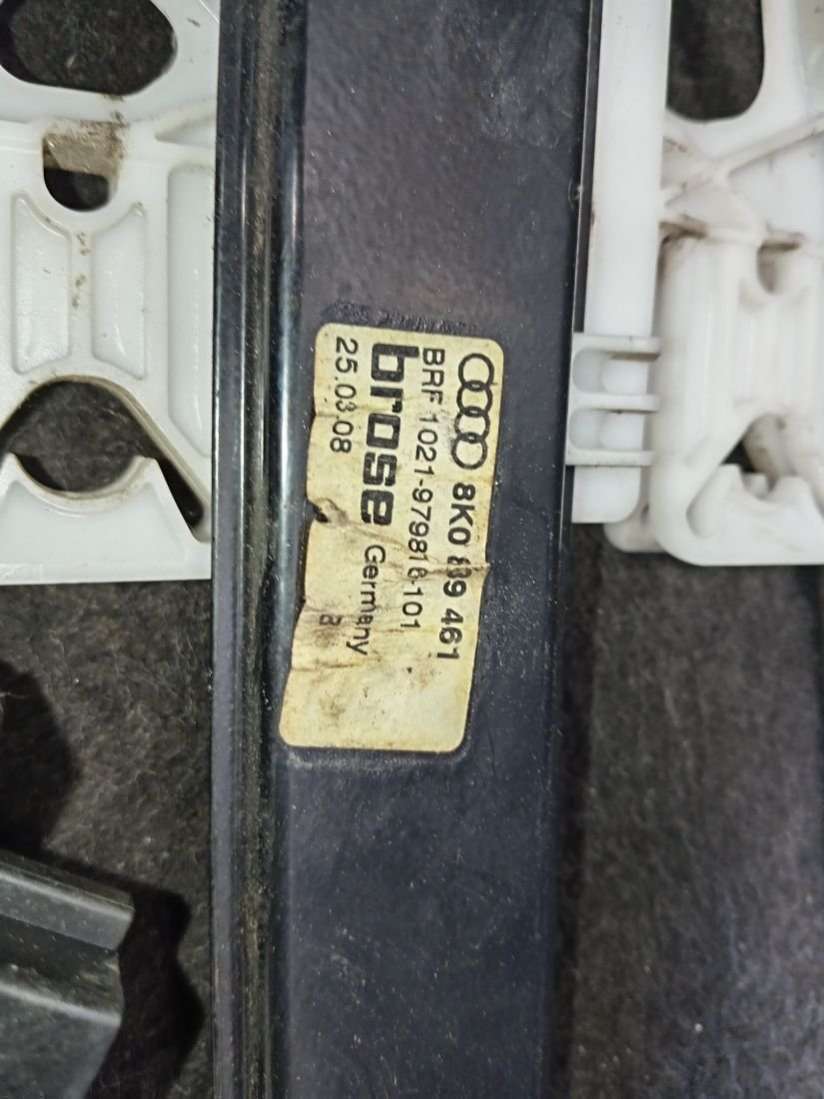 8K0 839 461
BRF 1021-979816-101
brose Germany
25.03.08 B